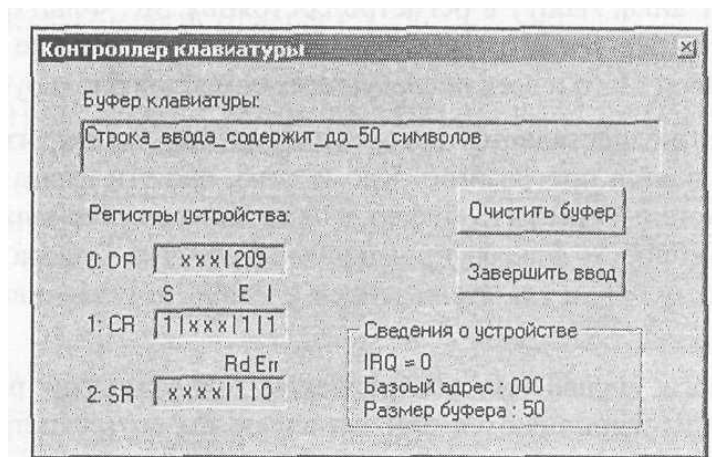 Контроллер клавиатуры
Буфер клавиатуры:
Строка_ввода_содержит_до_50_символов
Регистры устройства:
Очистить буфер
0: DR xxx|209
Завершить ввод
S E I
1: CR 1|xxx|1|1
Сведения о устройстве
Rd Err
IRQ = 0
2: SR xxxx|1|0
Базоый адрес : 000
Размер буфера : 50